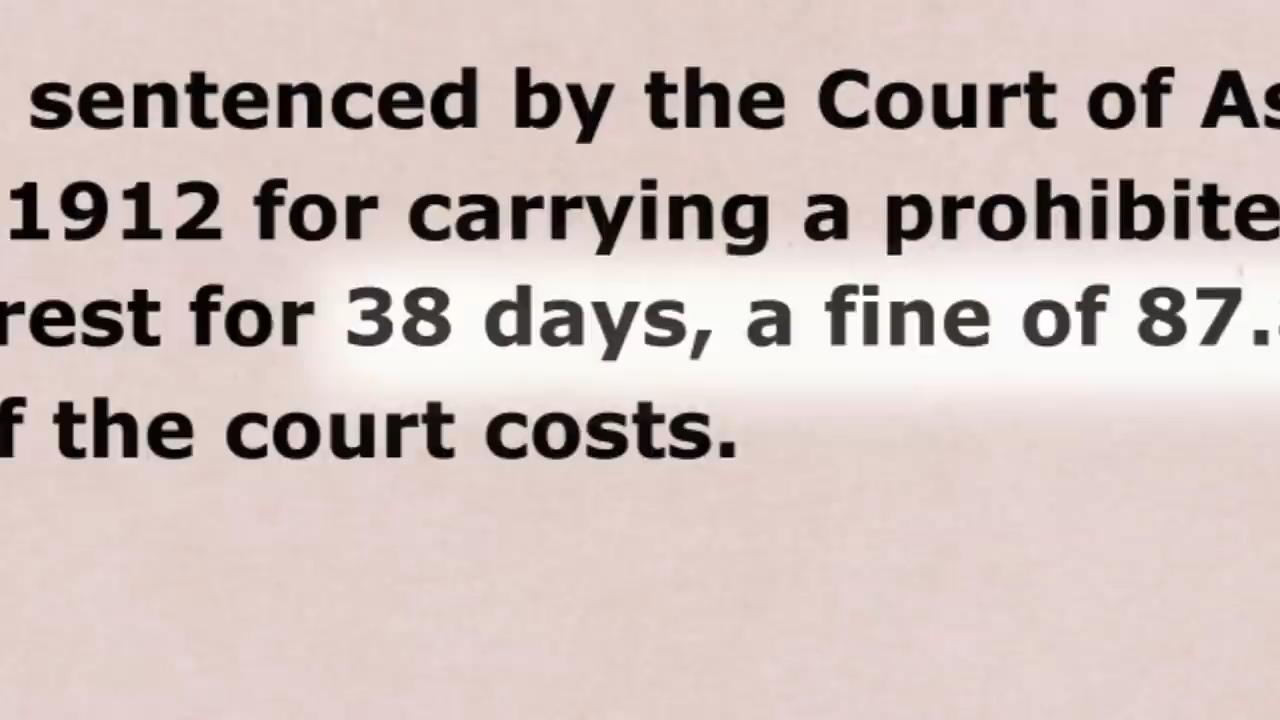 sentenced by the Court of As
1912 for carrying a prohibite
rest for 38 days, a fine of 87.
f the court costs.